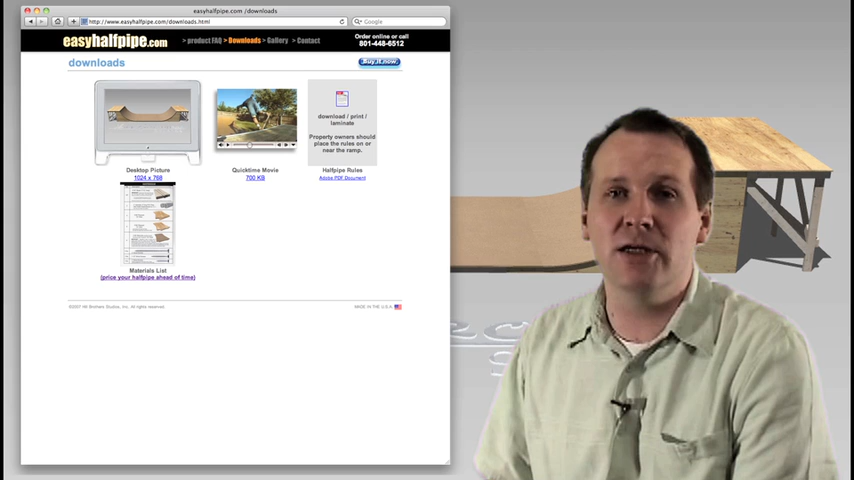 easyhalfpipe.com /downloads
http://www.easyhalfpipe.com/downloads.html
Google
easyhalfpipe.com
> product FAQ > Downloads > Gallery > Contact
Order online or call
801-448-6512
downloads
Buy it now
download / print /
laminate
Property owners should
place the rules on or
near the ramp.
Desktop Picture
1024 x 768
Quicktime Movie
700 KB
Halfpipe Rules
Adobe PDF Document
Materials List
(price your halfpipe ahead of time)
MADE IN THE U.S.A.